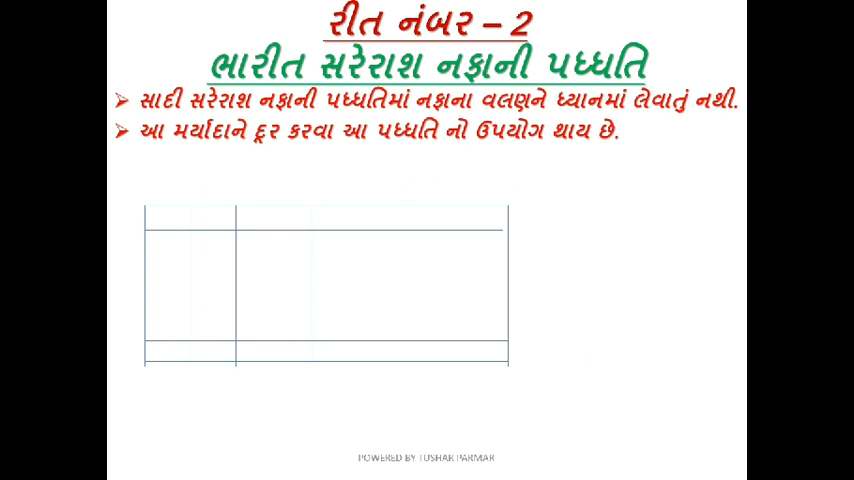 રીત નંબર – 2
ભારીત સરેરાશ નફાની પધ્ધતિ
➢ સાદી સરેરાશ નફાની પધ્ધતિમાં નફાના વલણને ધ્યાનમાં લેવાતું નથી.
➢ આ મર્યાદાને દૂર કરવા આ પધ્ધતિ નો ઉપયોગ થાય છે.
POWERED BY TUSHAR PARMAR